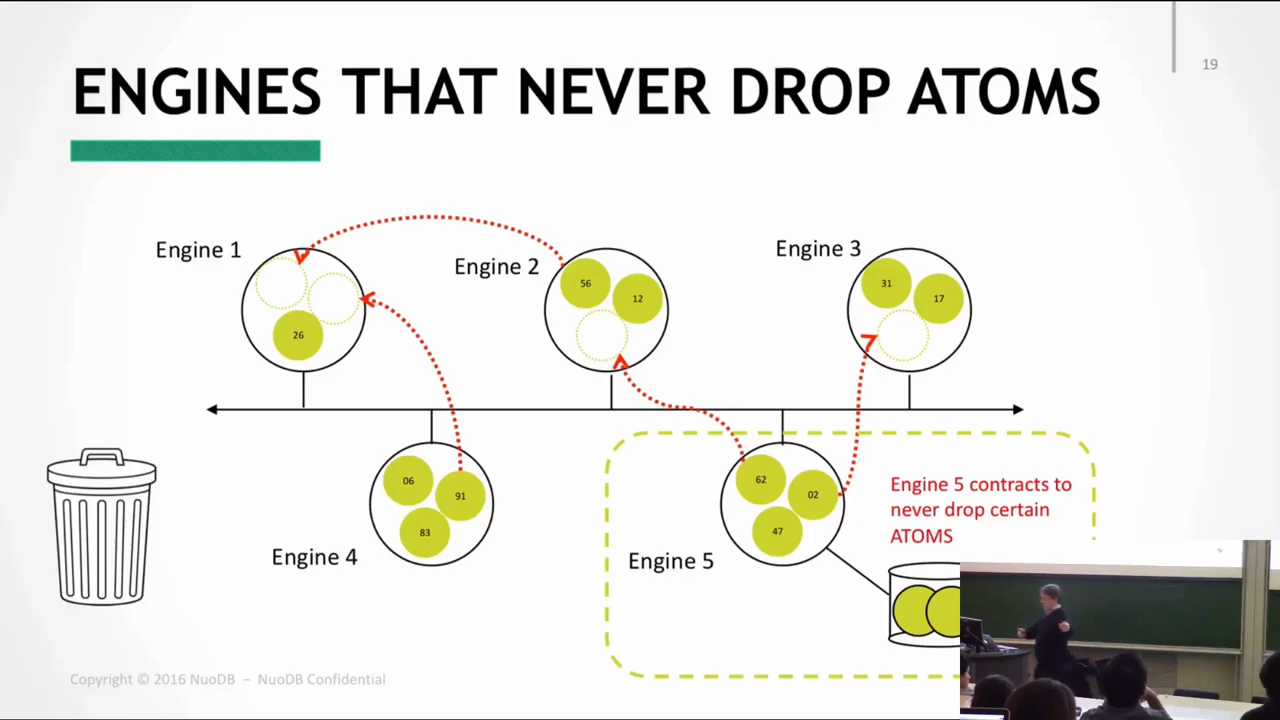 19
ENGINES THAT NEVER DROP ATOMS
Engine 1
Engine 2
Engine 3
56
12
31
17
26
06
91
83
62
02
47
Engine 5 contracts to
never drop certain
ATOMS
Engine 4
Engine 5
Copyright © 2016 NuoDB – NuoDB Confidential